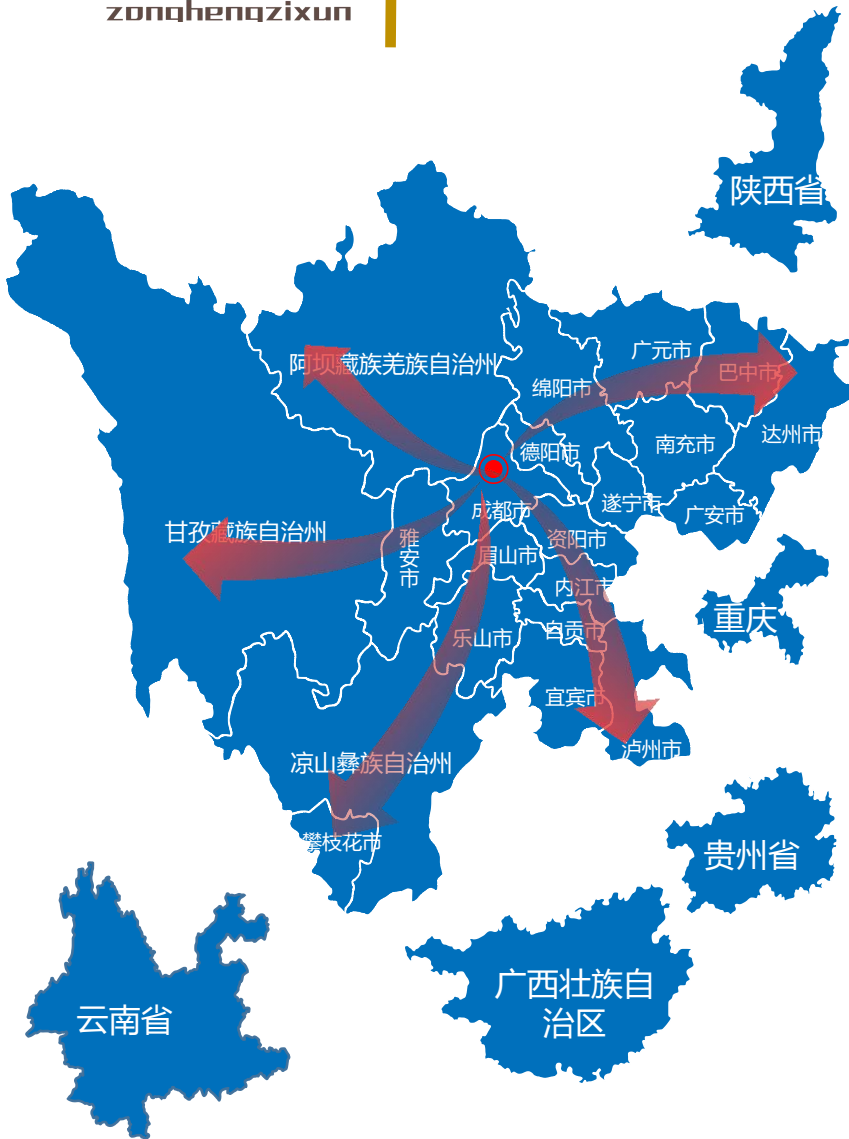 zonghengzixun
陕西省
广元市
阿坝藏族羌族自治州
巴中市
绵阳市
达州市
南充市
德阳市
遂宁市
成都市
广安市
甘孜藏族自治州
资阳市
雅安市
眉山市
内江市
重庆
自贡市
乐山市
宜宾市
泸州市
凉山彝族自治州
攀枝花市
贵州省
广西壮族自
治区
云南省